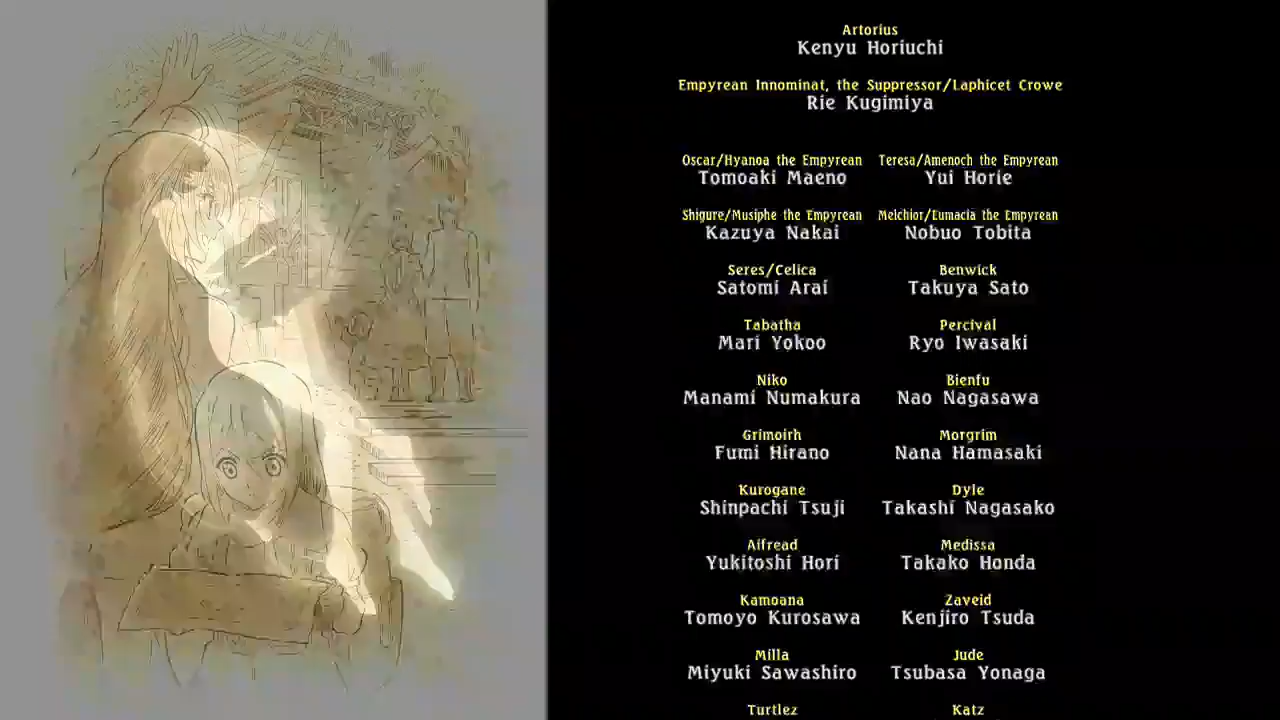 Artorius
Kenyu Horiuchi
Empyrean Innominat, the Suppressor/Laphicet Crowe
Rie Kugimiya
Oscar/Hyanoa the Empyrean Teresa/Amenoch the Empyrean
Tomoaki Maeno Yui Horie
Shigure/Musiphe the Empyrean Melchior/Eumacia the Empyrean
Kazuya Nakai Nobuo Tobita
Seres/Celica Benwick
Satomi Arai Takuya Sato
Tabatha Percival
Mari Yokoo Ryo Iwasaki
Niko Bienfu
Manami Numakura Nao Nagasawa
Grimoirh Morgrim
Fumi Hirano Nana Hamasaki
Kurogane Dyle
Shinpachi Tsuji Takashi Nagasako
Aifread Medissa
Yukitoshi Hori Takako Honda
Kamoana Zaveid
Tomoyo Kurosawa Kenjiro Tsuda
Milla Jude
Miyuki Sawashiro Tsubasa Yonaga
Turtlez Katz